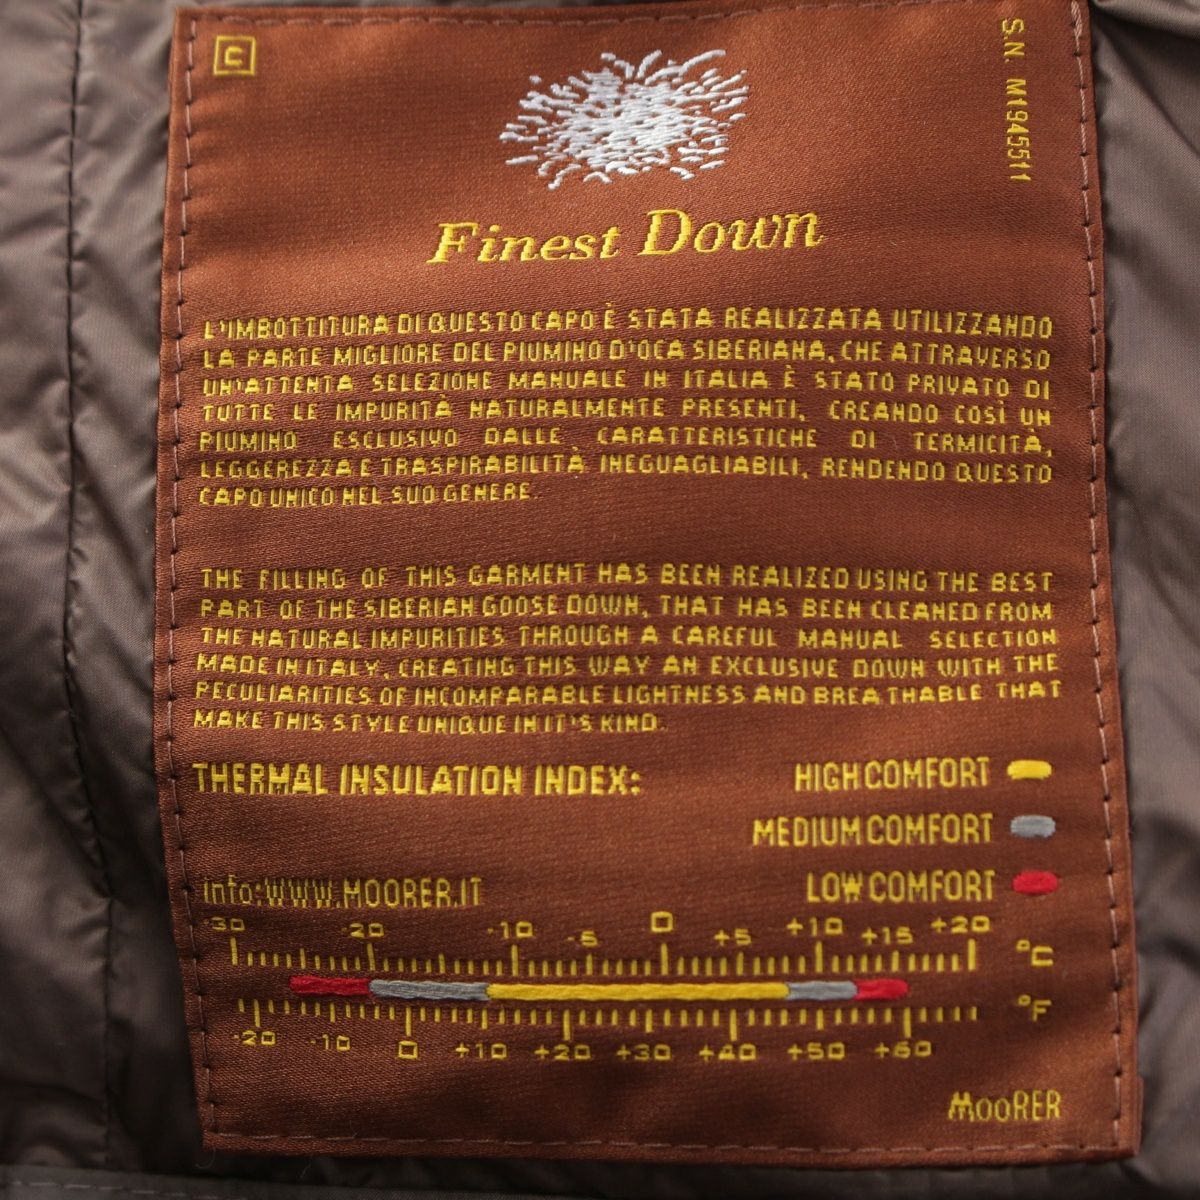 C
S.N. M1945511
Finest Down
L'IMBOTTITURA DI QUESTO CAPO È STATA REALIZZATA UTILIZZANDO
LA PARTE MIGLIORE DEL PIUMINO D'OCA SIBERIANA, CHE ATTRAVERSO
UN'ATTENTA SELEZIONE MANUALE IN ITALIA È STATO PRIVATO DI
TUTTE LE IMPURITÀ NATURALMENTE PRESENTI, CREANDO COSÌ UN
PIUMINO ESCLUSIVO DALLE CARATTERISTICHE DI TERMICITÀ,
LEGGEREZZA E TRASPIRABILITÀ INEGUAGLIABILI, RENDENDO QUESTO
CAPO UNICO NEL SUO GENERE.
THE FILLING OF THIS GARMENT HAS BEEN REALIZED USING THE BEST
PART OF THE SIBERIAN GOOSE DOWN, THAT HAS BEEN CLEANED FROM
THE NATURAL IMPURITIES THROUGH A CAREFUL MANUAL SELECTION
MADE IN ITALY, CREATING THIS WAY AN EXCLUSIVE DOWN WITH THE
PECULIARITIES OF INCOMPARABLE LIGHTNESS AND BREATHABLE THAT
MAKE THIS STYLE UNIQUE IN IT'S KIND.
THERMAL INSULATION INDEX: HIGH COMFORT
MEDIUM COMFORT
info:WWW.MOORER.IT LOW COMFORT
-30 -20 -10 -5 0 +5 +10 +15 +20
°C
°F
-20 -10 0 +10 +20 +30 +40 +50 +60
MOORER